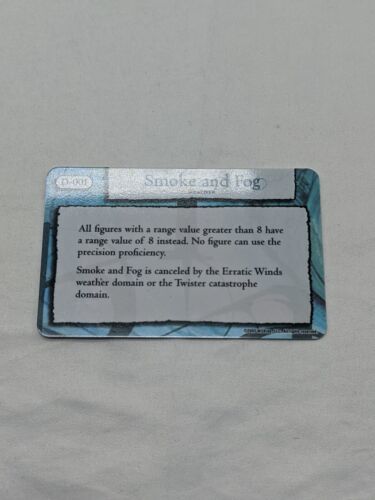 D-001
Smoke and Fog
WEATHER
All figures with a range value greater than 8 have
a range value of 8 instead. No figure can use the
precision proficiency.
Smoke and Fog is canceled by the Erratic Winds
weather domain or the Twister catastrophe
domain.